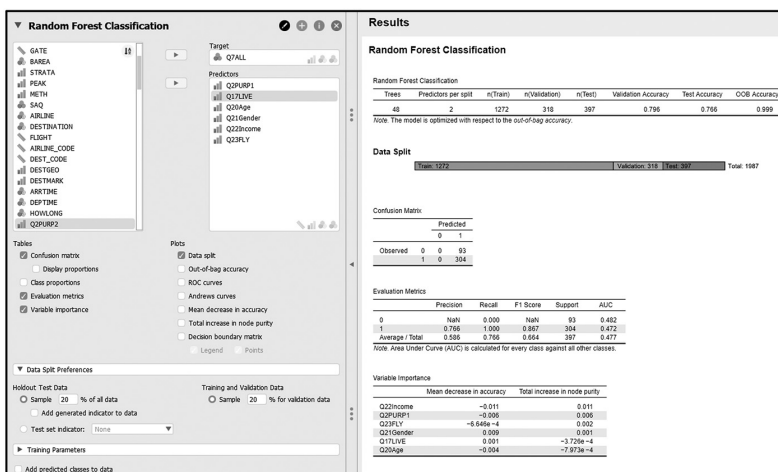 Random Forest Classification
GATE
BAREA
STRATA
PEAK
METH
SAQ
AIRLINE
DESTINATION
FLIGHT
AIRLINE_CODE
DEST_CODE
DESTGEO
DESTMARK
ARRTIME
DEPTIME
HOWLONG
Q2PURP2
Target
Q7ALL
Predictors
Q2PURP1
Q17LIVE
Q20Age
Q21Gender
Q22Income
Q23FLY
Tables
Confusion matrix
Display proportions
Class proportions
Evaluation metrics
Variable importance
Plots
Data split
Out-of-bag accuracy
ROC curves
Andrews curves
Mean decrease in accuracy
Total increase in node purity
Decision boundary matrix
Legend Points
Data Split Preferences
Holdout Test Data
Sample 20 % of all data
Add generated indicator to data
Test set indicator: None
Training and Validation Data
Sample 20 % for validation data
Training Parameters
Add predicted classes to data
Results
Random Forest Classification
Random Forest Classification
Trees Predictors per split n(Train) n(Validation) n(Test) Validation Accuracy Test Accuracy OOB Accuracy
48 2 1272 318 397 0.796 0.766 0.999
Note. The model is optimized with respect to the out-of-bag accuracy.
Data Split
Train: 1272 Validation: 318 Test: 397 Total: 1987
Confusion Matrix
Predicted
0 1
Observed 0 0 93
1 0 304
Evaluation Metrics
Precision Recall F1 Score Support AUC
0 NaN 0.000 NaN 93 0.482
1 0.766 1.000 0.867 304 0.472
Average / Total 0.586 0.766 0.664 397 0.477
Note. Area Under Curve (AUC) is calculated for every class against all other classes.
Variable Importance
Mean decrease in accuracy Total increase in node purity
Q22Income −0.011 0.011
Q2PURP1 −0.006 0.006
Q23FLY −6.646e −4 0.002
Q21Gender 0.009 0.001
Q17LIVE 0.001 −3.726e −4
Q20Age −0.004 −7.973e −4